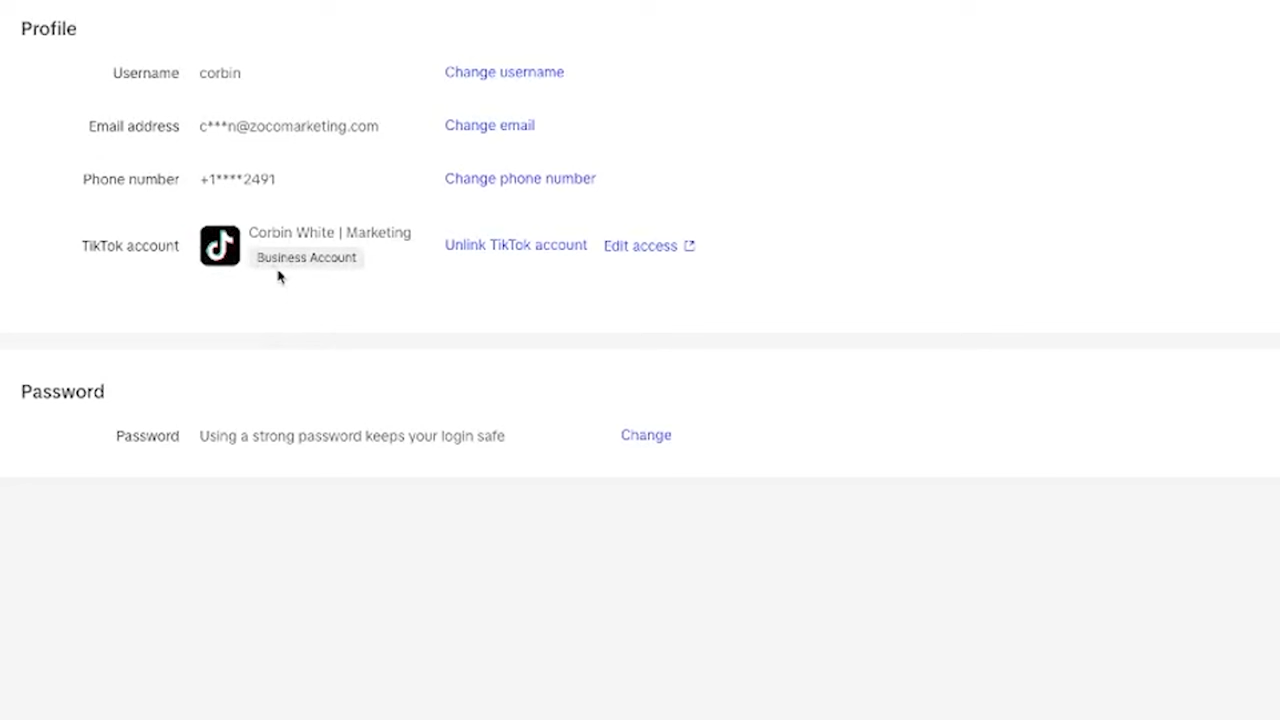 Profile
Username corbin Change username
Email address c***n@zocomarketing.com Change email
Phone number +1****2491 Change phone number
Corbin White | Marketing
TikTok account Unlink TikTok account Edit access
Business Account
Password
Password Using a strong password keeps your login safe Change